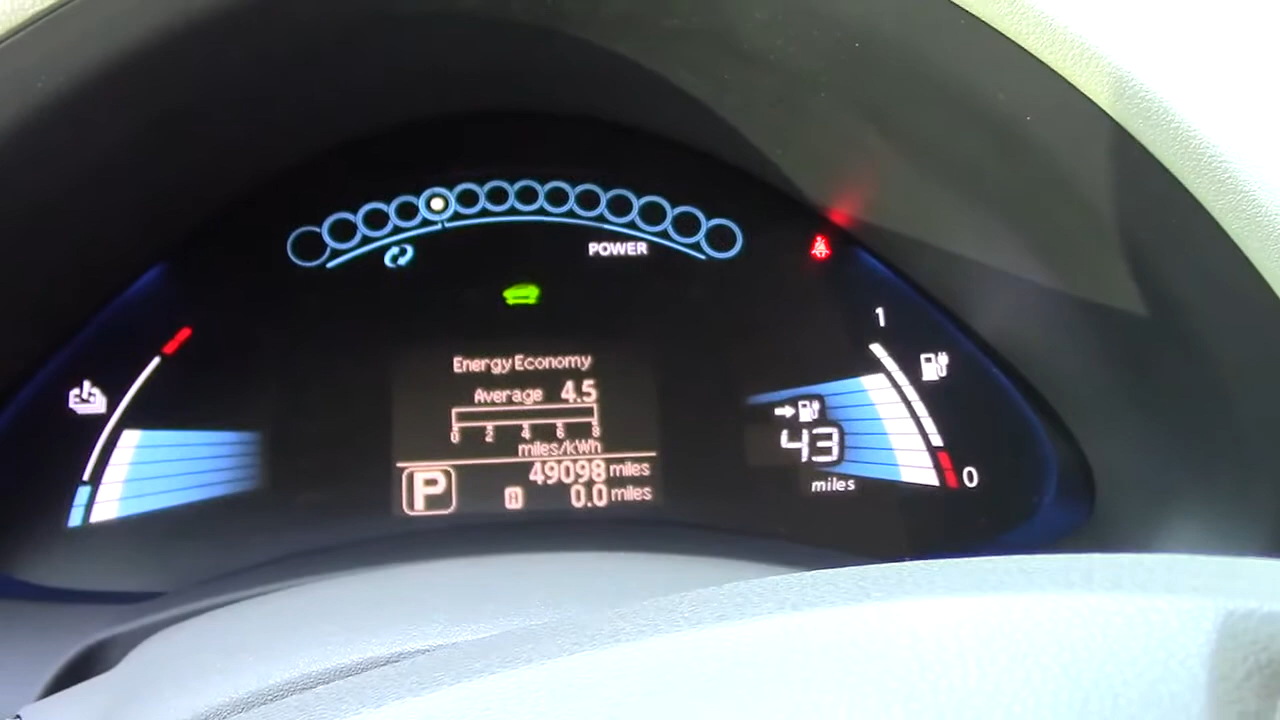 POWER
Energy Economy
Average 4.5
0 2 4 6 8
miles/kWh
P 49098 miles
A 0.0 miles
1
43
miles
0